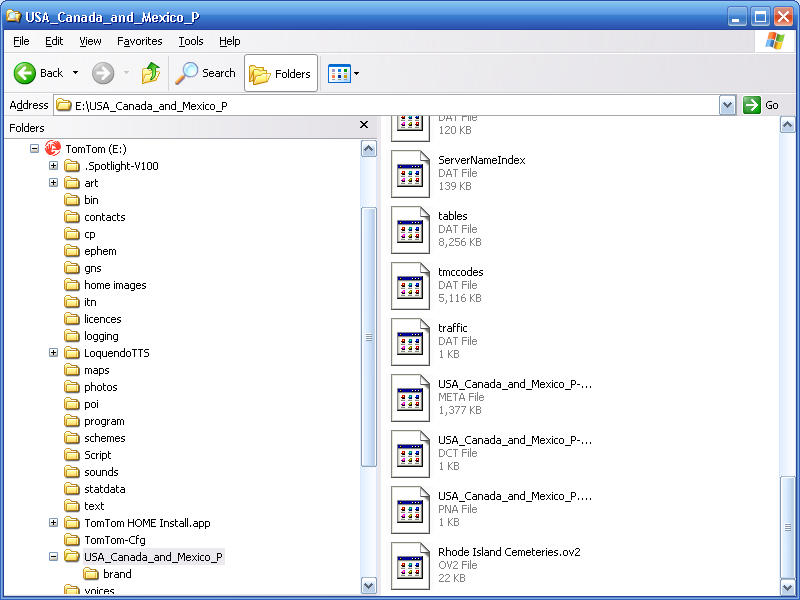 USA_Canada_and_Mexico_P
File Edit View Favorites Tools Help
Back Search Folders
Address E:\USA_Canada_and_Mexico_P Go
Folders
TomTom (E:)
.Spotlight-V100
art
bin
contacts
cp
ephem
gns
home images
itn
licences
logging
LoquendoTTS
maps
photos
poi
program
schemes
Script
sounds
statdata
text
TomTom HOME Install.app
TomTom-Cfg
USA_Canada_and_Mexico_P
brand
voices
DAT File
120 KB
ServerNameIndex
DAT File
139 KB
tables
DAT File
8,256 KB
tmccodes
DAT File
5,116 KB
traffic
DAT File
1 KB
USA_Canada_and_Mexico_P-...
META File
1,377 KB
USA_Canada_and_Mexico_P-...
DCT File
1 KB
USA_Canada_and_Mexico_P....
PNA File
1 KB
Rhode Island Cemeteries.ov2
OV2 File
22 KB